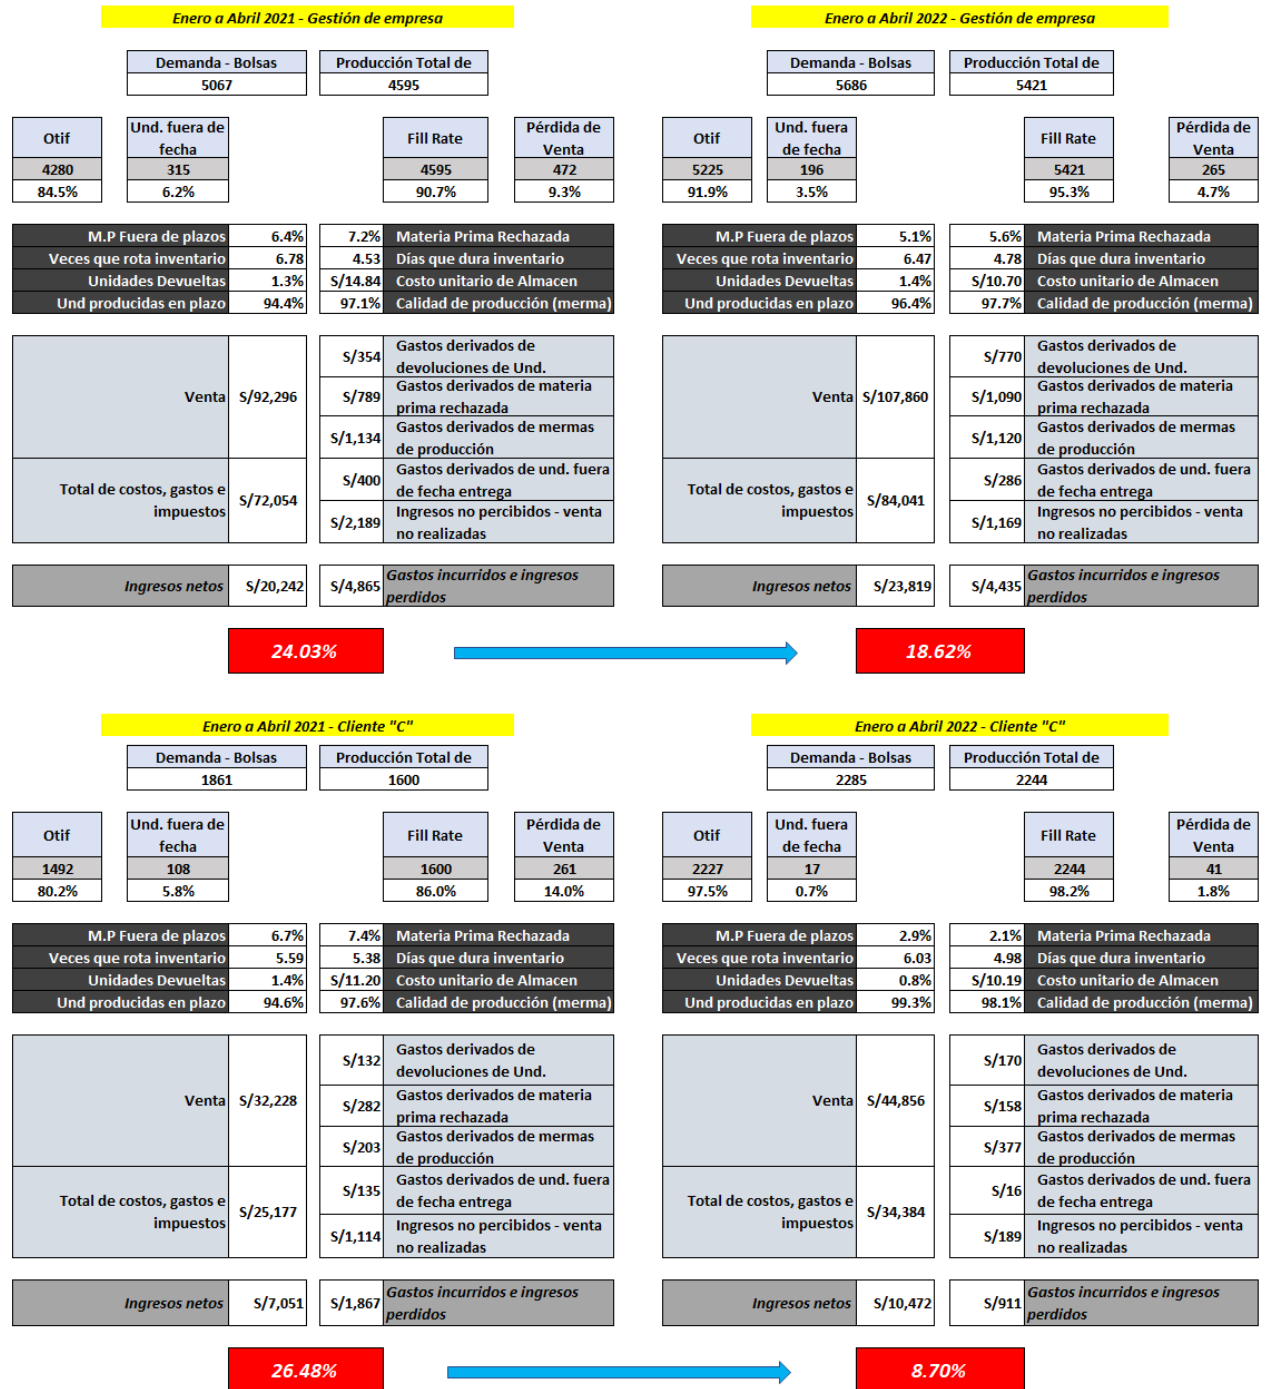 Enero a Abril 2021 - Gestión de empresa
Demanda - Bolsas Producción Total de
5067 4595
Otif Und. fuera de fecha Fill Rate Pérdida de Venta
4280 315 4595 472
84.5% 6.2% 90.7% 9.3%
M.P Fuera de plazos 6.4% 7.2% Materia Prima Rechazada
Veces que rota inventario 6.78 4.53 Días que dura inventario
Unidades Devueltas 1.3% S/14.84 Costo unitario de Almacen
Und producidas en plazo 94.4% 97.1% Calidad de producción (merma)
Venta S/92,296
S/354 Gastos derivados de
devoluciones de Und.
S/789 Gastos derivados de materia
prima rechazada
S/1,134 Gastos derivados de mermas
de producción
Total de costos, gastos e
impuestos S/72,054
S/400 Gastos derivados de und. fuera
de fecha entrega
S/2,189 Ingresos no percibidos - venta
no realizadas
Ingresos netos S/20,242 S/4,865 Gastos incurridos e ingresos
perdidos
24.03%
Enero a Abril 2022 - Gestión de empresa
Demanda - Bolsas Producción Total de
5686 5421
Otif Und. fuera de fecha Fill Rate Pérdida de Venta
5225 196 5421 265
91.9% 3.5% 95.3% 4.7%
M.P Fuera de plazos 5.1% 5.6% Materia Prima Rechazada
Veces que rota inventario 6.47 4.78 Días que dura inventario
Unidades Devueltas 1.4% S/10.70 Costo unitario de Almacen
Und producidas en plazo 96.4% 97.7% Calidad de producción (merma)
Venta S/107,860
S/770 Gastos derivados de
devoluciones de Und.
S/1,090 Gastos derivados de materia
prima rechazada
S/1,120 Gastos derivados de mermas
de producción
Total de costos, gastos e
impuestos S/84,041
S/286 Gastos derivados de und. fuera
de fecha entrega
S/1,169 Ingresos no percibidos - venta
no realizadas
Ingresos netos S/23,819 S/4,435 Gastos incurridos e ingresos
perdidos
18.62%
Enero a Abril 2021 - Cliente "C"
Demanda - Bolsas Producción Total de
1861 1600
Otif Und. fuera de fecha Fill Rate Pérdida de Venta
1492 108 1600 261
80.2% 5.8% 86.0% 14.0%
M.P Fuera de plazos 6.7% 7.4% Materia Prima Rechazada
Veces que rota inventario 5.59 5.38 Días que dura inventario
Unidades Devueltas 1.4% S/11.20 Costo unitario de Almacen
Und producidas en plazo 94.6% 97.6% Calidad de producción (merma)
Venta S/32,228
S/132 Gastos derivados de
devoluciones de Und.
S/282 Gastos derivados de materia
prima rechazada
S/203 Gastos derivados de mermas
de producción
Total de costos, gastos e
impuestos S/25,177
S/135 Gastos derivados de und. fuera
de fecha entrega
S/1,114 Ingresos no percibidos - venta
no realizadas
Ingresos netos S/7,051 S/1,867 Gastos incurridos e ingresos
perdidos
26.48%
Enero a Abril 2022 - Cliente "C"
Demanda - Bolsas Producción Total de
2285 2244
Otif Und. fuera de fecha Fill Rate Pérdida de Venta
2227 17 2244 41
97.5% 0.7% 98.2% 1.8%
M.P Fuera de plazos 2.9% 2.1% Materia Prima Rechazada
Veces que rota inventario 6.03 4.98 Días que dura inventario
Unidades Devueltas 0.8% S/10.19 Costo unitario de Almacen
Und producidas en plazo 99.3% 98.1% Calidad de producción (merma)
Venta S/44,856
S/170 Gastos derivados de
devoluciones de Und.
S/158 Gastos derivados de materia
prima rechazada
S/377 Gastos derivados de mermas
de producción
Total de costos, gastos e
impuestos S/34,384
S/16 Gastos derivados de und. fuera
de fecha entrega
S/189 Ingresos no percibidos - venta
no realizadas
Ingresos netos S/10,472 S/911 Gastos incurridos e ingresos
perdidos
8.70%